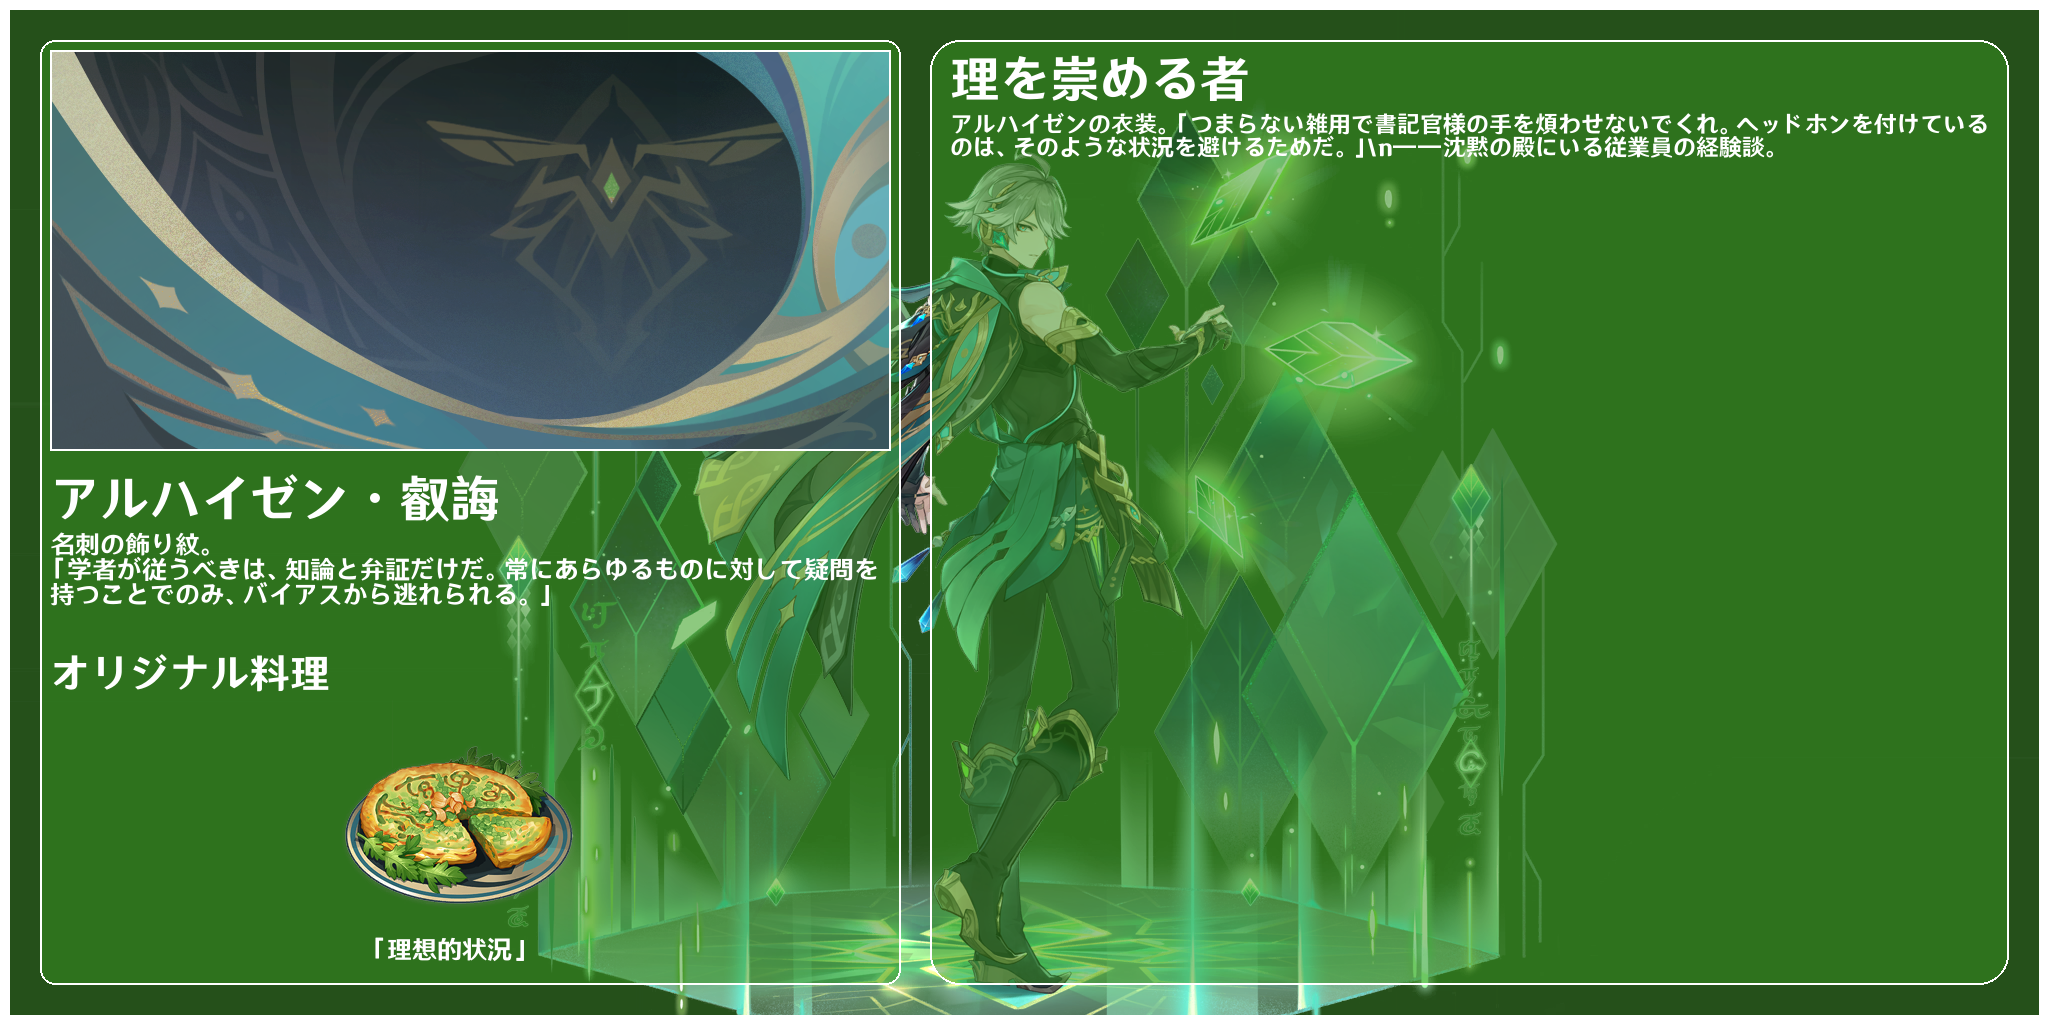 アルハイゼン・叡誨
名刺の飾り紋。
「学者が従うべきは、知論と弁証だけだ。常にあらゆるものに対して疑問を
持つことでのみ、バイアスから逃れられる。」
オリジナル料理
「理想的状況」
理を崇める者
アルハイゼンの衣装。「つまらない雑用で書記官様の手を煩わせないでくれ。ヘッドホンを付けている
のは、そのような状況を避けるためだ。」\n——沈黙の殿にいる従業員の経験談。